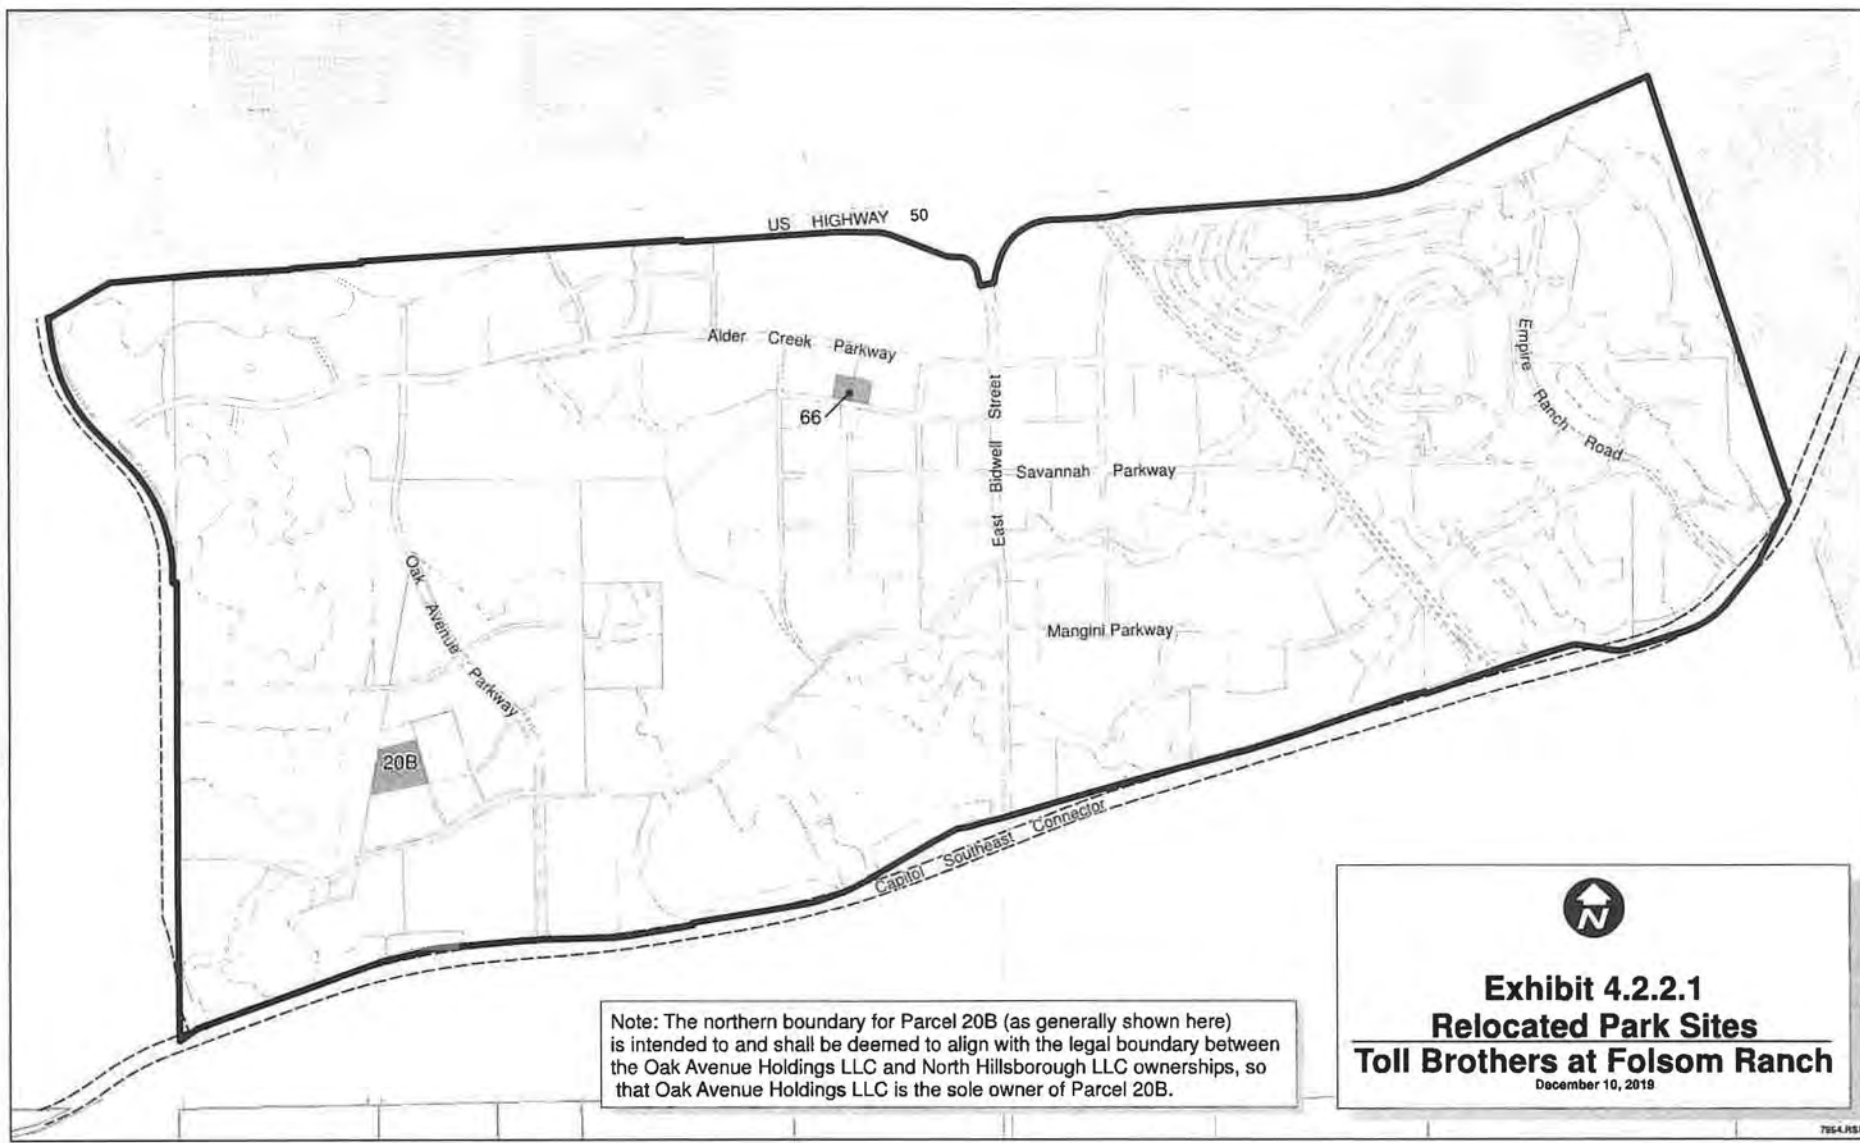 US HIGHWAY 50
Alder Creek Parkway
66
East Bidwell Street
Savannah Parkway
Empire Ranch Road
Oak Avenue Parkway
Mangini Parkway
20B
Capitol Southeast Connector
Note: The northern boundary for Parcel 20B (as generally shown here)
is intended to and shall be deemed to align with the legal boundary between
the Oak Avenue Holdings LLC and North Hillsborough LLC ownerships, so
that Oak Avenue Holdings LLC is the sole owner of Parcel 20B.
N
Exhibit 4.2.2.1
Relocated Park Sites
Toll Brothers at Folsom Ranch
December 10, 2019